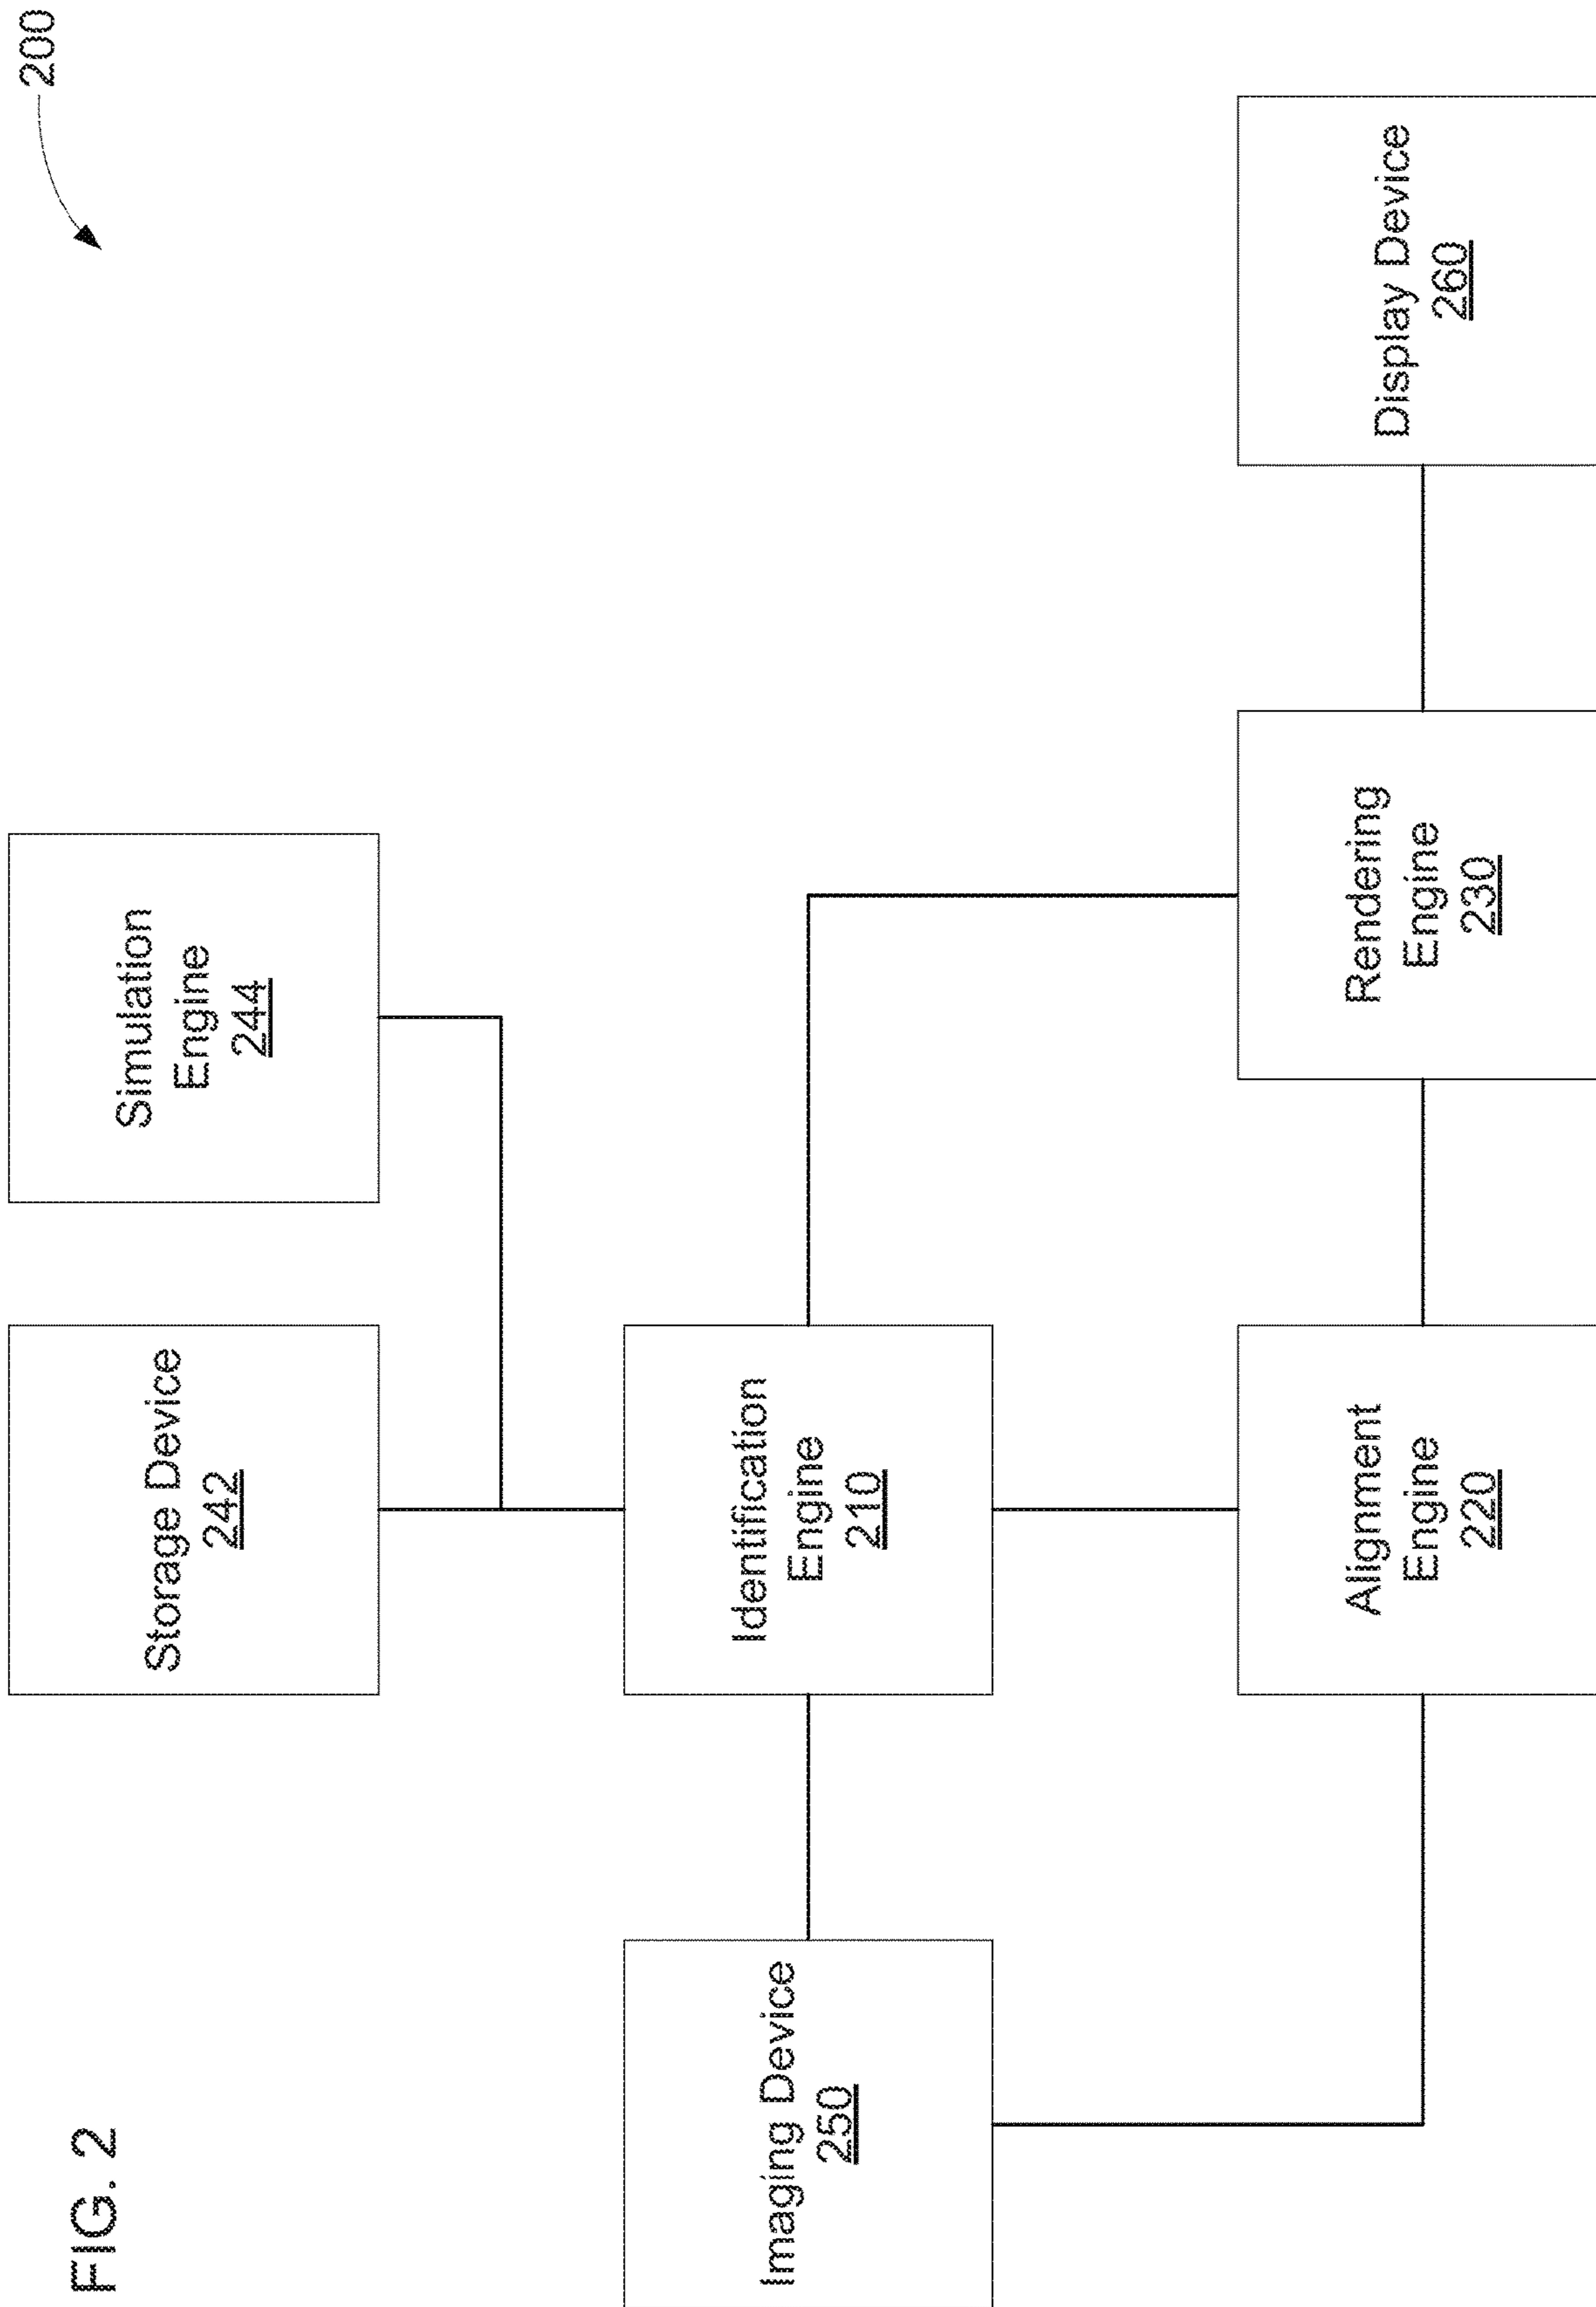 FIG. 2
200
Storage Device
242
Simulation
Engine
244
Imaging Device
250
Identification
Engine
210
Alignment
Engine
220
Rendering
Engine
230
Display Device
260